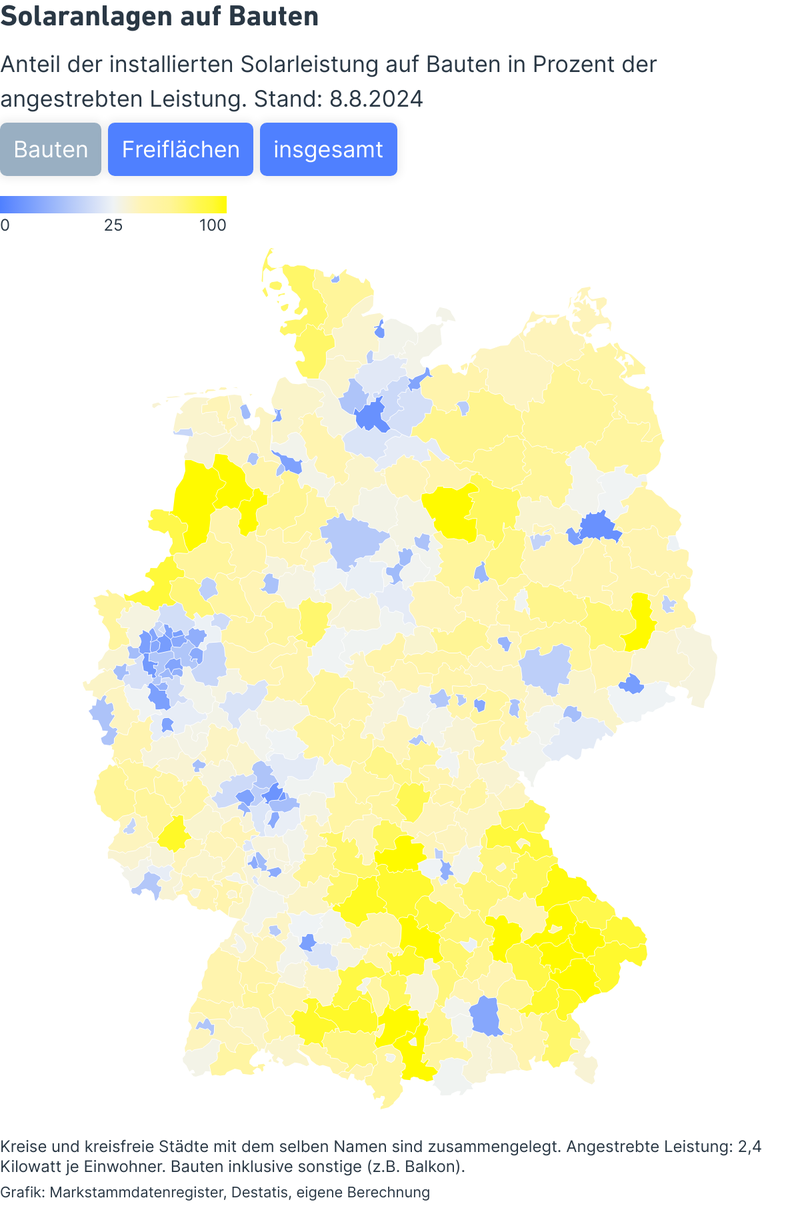 Solaranlagen auf Bauten
Anteil der installierten Solarleistung auf Bauten in Prozent der
angestrebten Leistung. Stand: 8.8.2024
Bauten Freiflächen insgesamt
0 25 100
Kreise und kreisfreie Städte mit dem selben Namen sind zusammengelegt. Angestrebte Leistung: 2,4
Kilowatt je Einwohner. Bauten inklusive sonstige (z.B. Balkon).
Grafik: Markstammdatenregister, Destatis, eigene Berechnung